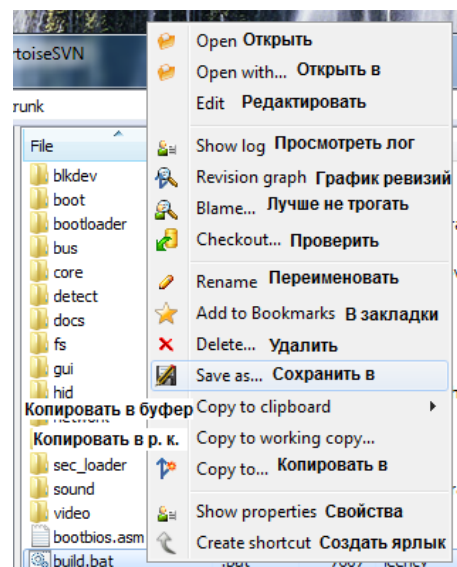 rtoiseSVN
runk
File
blkdev
boot
bootloader
bus
core
detect
docs
fs
gui
hid
sec_loader
sound
video
bootbios.asm
build.bat
Open Открыть
Open with... Открыть в
Edit Редактировать
Show log Просмотреть лог
Revision graph График ревизий
Blame... Лучше не трогать
Checkout... Проверить
Rename Переименовать
Add to Bookmarks В закладки
Delete... Удалить
Save as... Сохранить в
Копировать в буфер Copy to clipboard
Копировать в р. к. Copy to working copy...
Copy to... Копировать в
Show properties Свойства
Create shortcut Создать ярлык